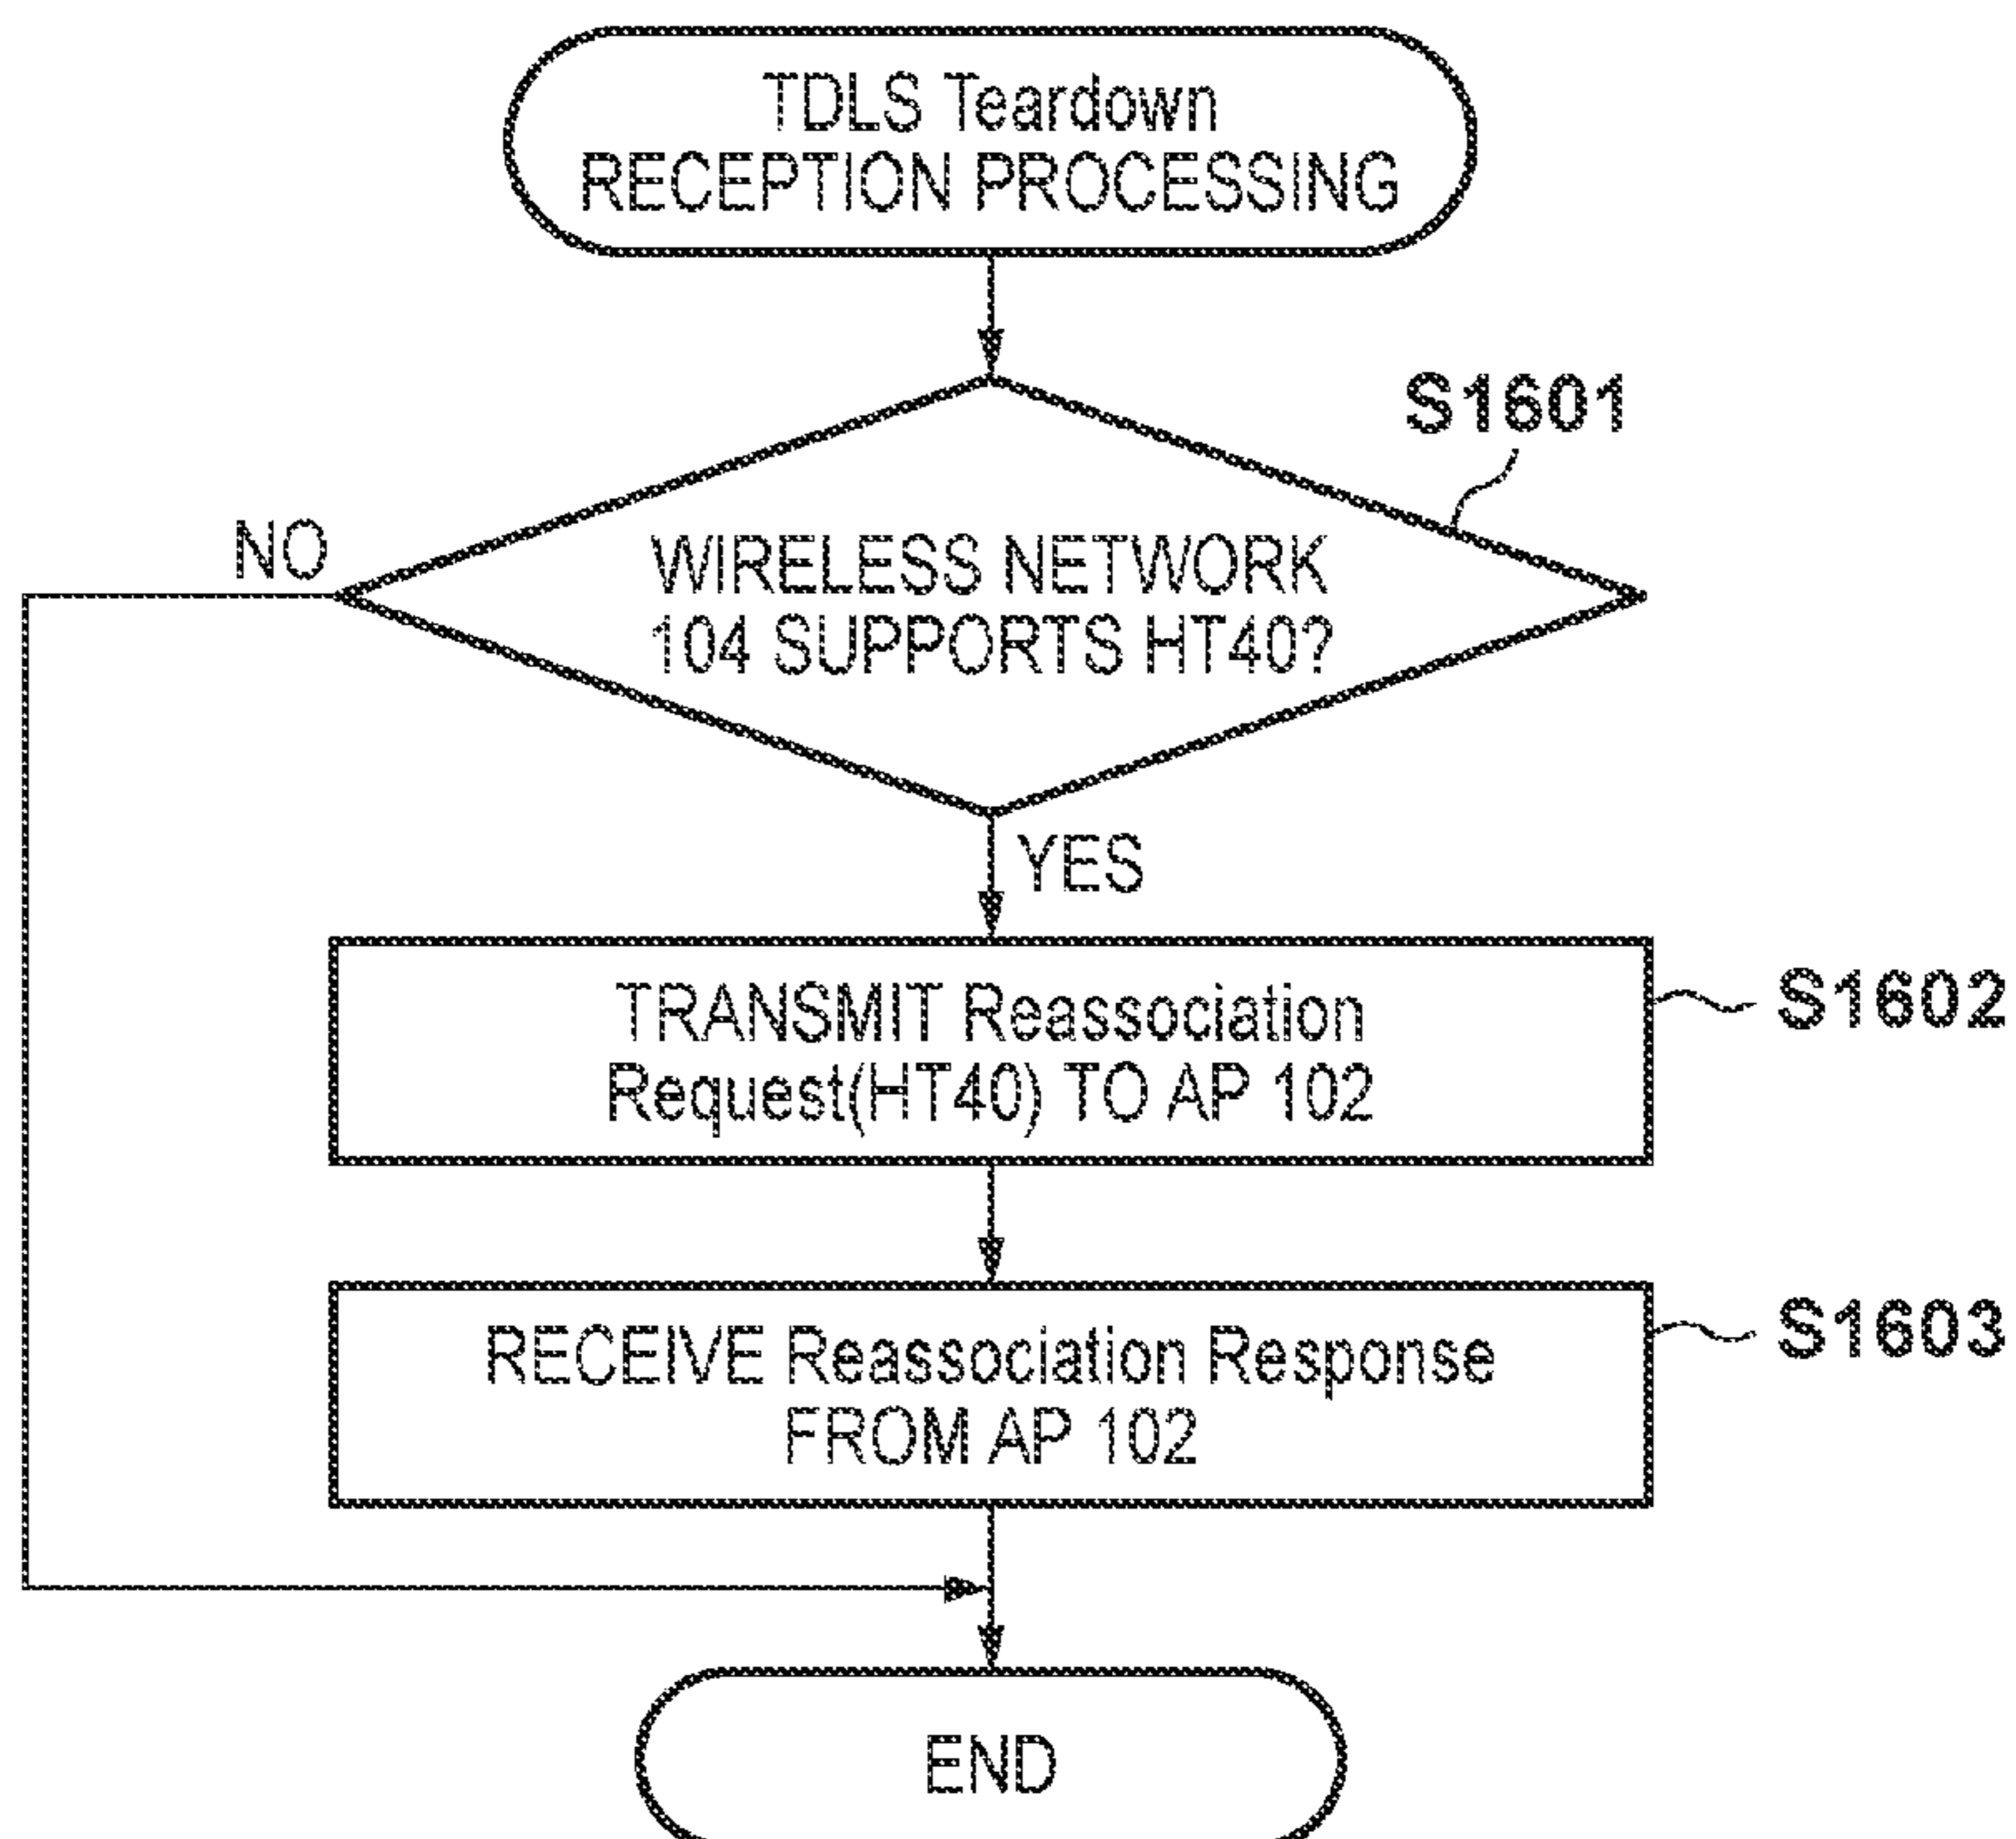 TDLS Teardown
RECEPTION PROCESSING
S1601
NO
WIRELESS NETWORK
104 SUPPORTS HT40?
YES
TRANSMIT Reassociation
Request(HT40) TO AP 102
S1602
RECEIVE Reassociation Response
FROM AP 102
S1603
END